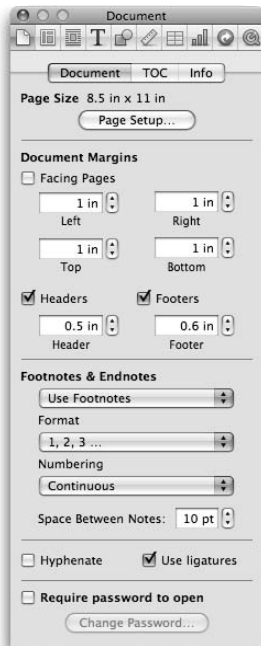 Document
T
Document TOC Info
Page Size 8.5 in x 11 in
Page Setup...
Document Margins
Facing Pages
1 in 1 in
Left Right
1 in 1 in
Top Bottom
Headers Footers
0.5 in 0.6 in
Header Footer
Footnotes & Endnotes
Use Footnotes
Format
1, 2, 3 ...
Numbering
Continuous
Space Between Notes: 10 pt
Hyphenate Use ligatures
Require password to open
Change Password...